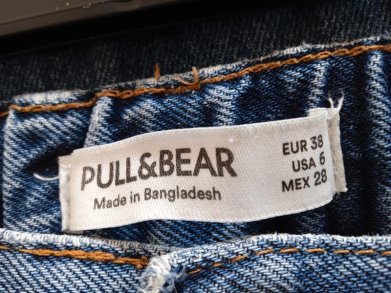 PULL&BEAR
Made in Bangladesh
EUR 38
USA 6
MEX 28